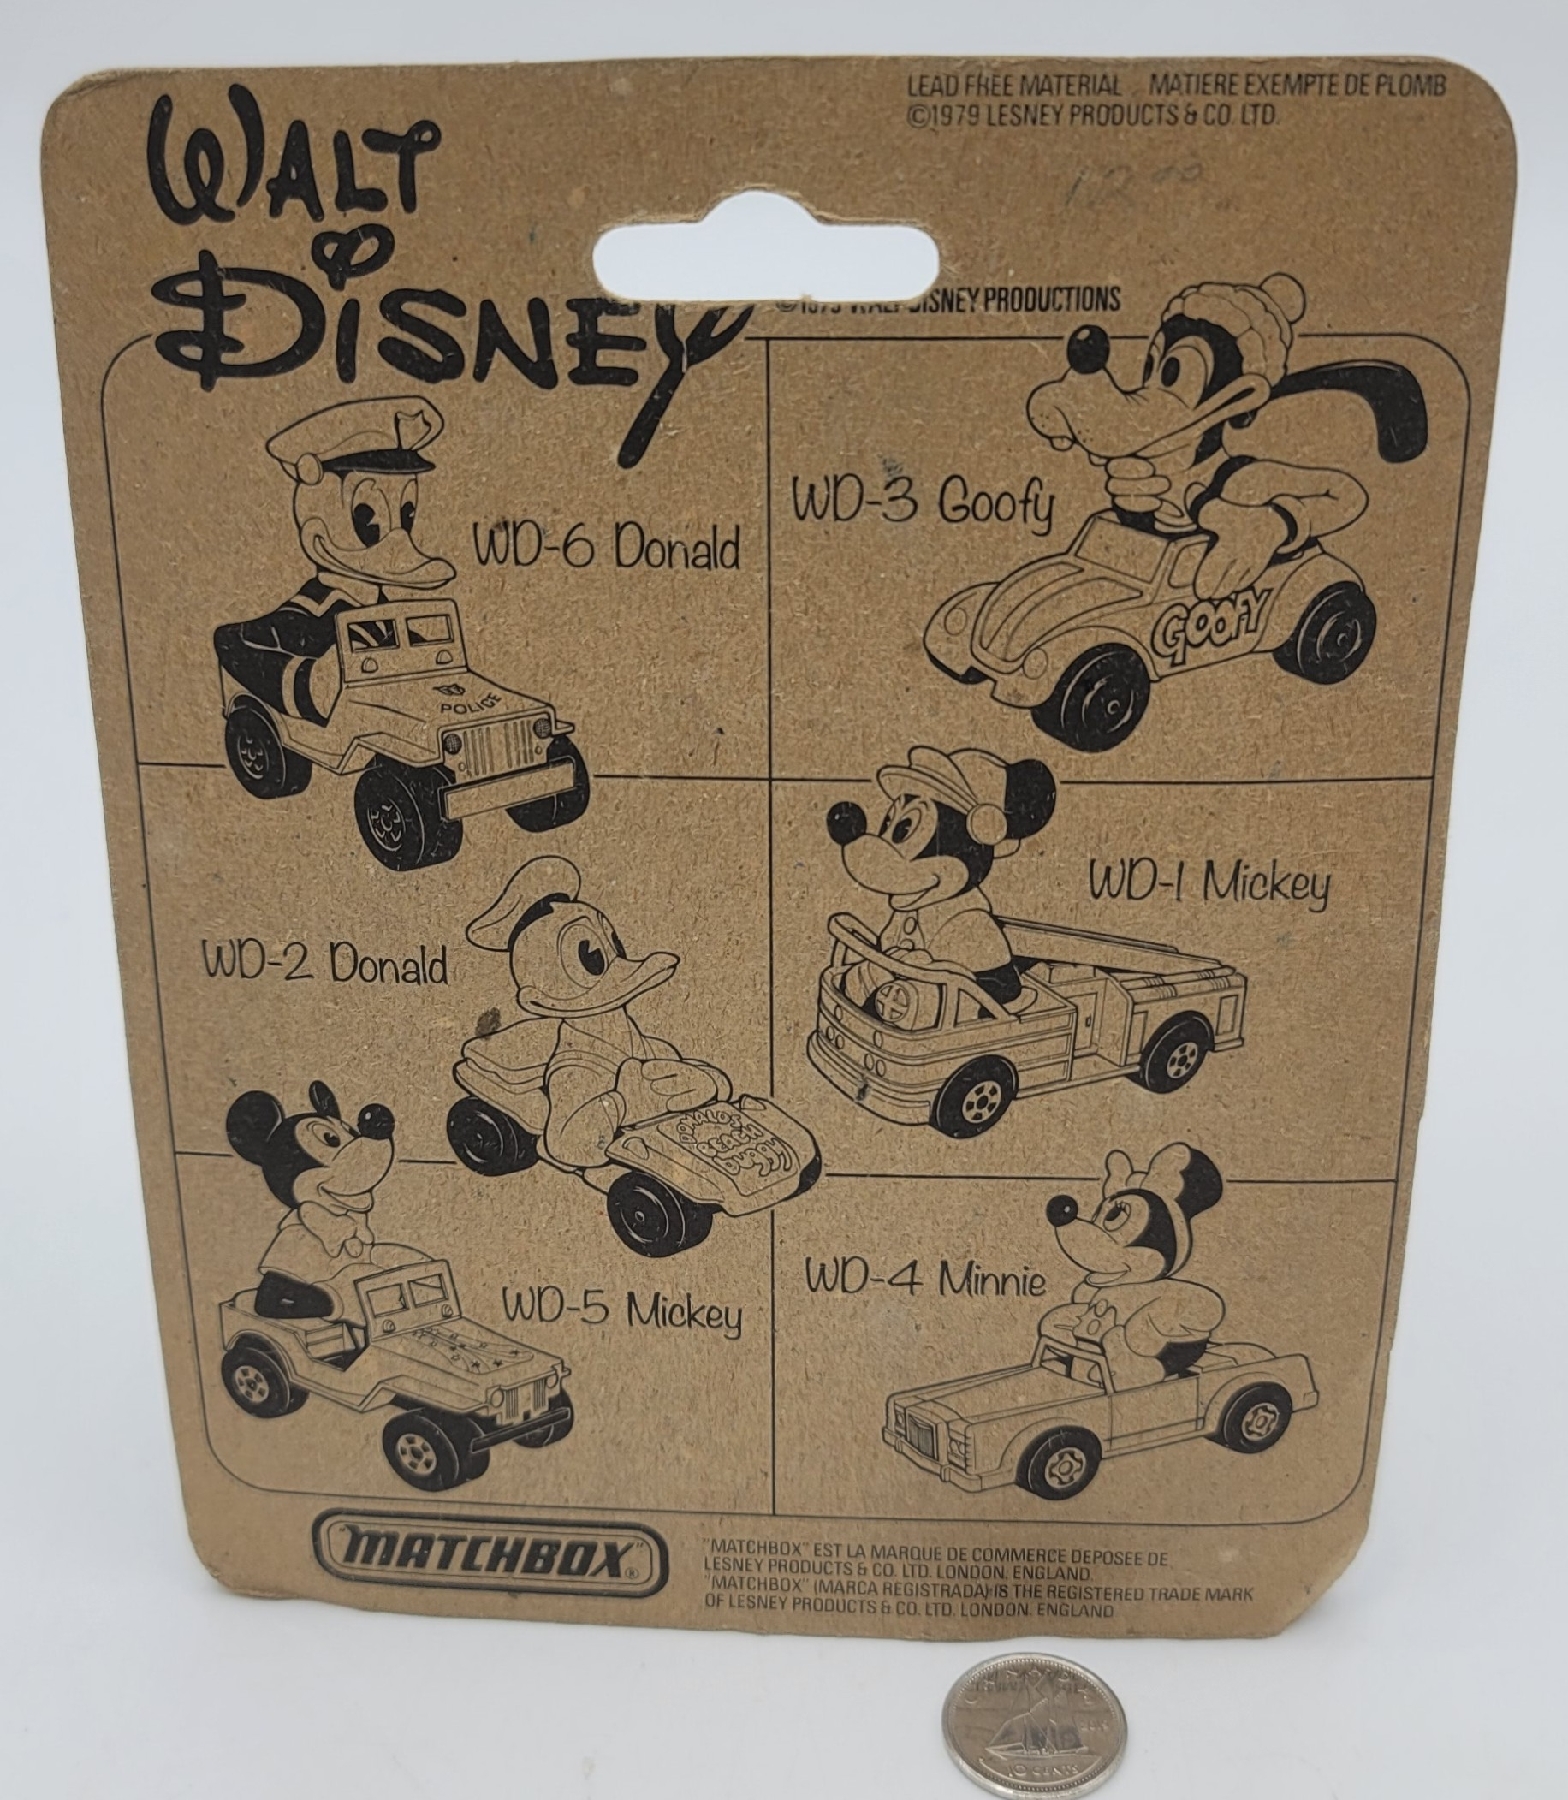 LEAD FREE MATERIAL . MATIERE EXEMPTE DE PLOMB
©1979 LESNEY PRODUCTS & CO. LTD.
WALT
DISNEY
©1979 WALT DISNEY PRODUCTIONS
WD-6 Donald
WD-3 Goofy
POLICE
GOOFY
WD-1 Mickey
WD-2 Donald
DONALD'S
BEACH
buggy
WD-5 Mickey
WD-4 Minnie
"MATCHBOX"®
"MATCHBOX" EST LA MARQUE DE COMMERCE DEPOSEE DE
LESNEY PRODUCTS & CO. LTD. LONDON. ENGLAND.
"MATCHBOX" (MARCA REGISTRADA) IS THE REGISTERED TRADE MARK
OF LESNEY PRODUCTS & CO. LTD. LONDON. ENGLAND
10 CENTS